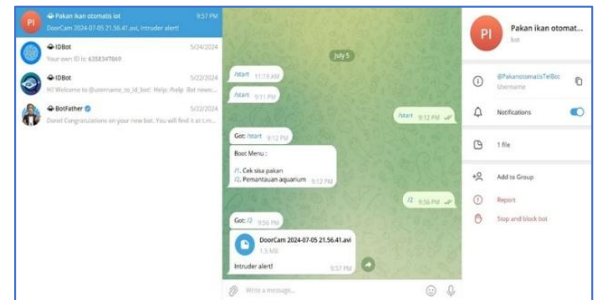 PI
Pakan ikan otomatis iot
9:57 PM
DoorCam 2024-07-05 21.56.41.avi, Intruder alert!
IDBot
5/24/2024
Your own ID is:
IDBot
5/22/2024
Hi! Welcome to @username_to_id_bot! Help: /help
BotFather
5/22/2024
Done! Congratulations on your new bot. You will find it at t.m...
July 5
/start 11:19 AM
/start 9:11 PM
/start 9:12 PM
Got: /start 9:12 PM
Boot Menu :
/1. Cek sisa pakan
/2. Pemantauan aquarium 9:12 PM
/2 9:56 PM
Got: /2 9:56 PM
DoorCam 2024-07-05 21.56.41.avi
1.5 MB
Intruder alert! 9:57 PM
Write a message...
PI
Pakan ikan otomat...
bot
@PakanotomatisTelBot
Username
Notifications
1 file
Add to Group
Report
Stop and block bot